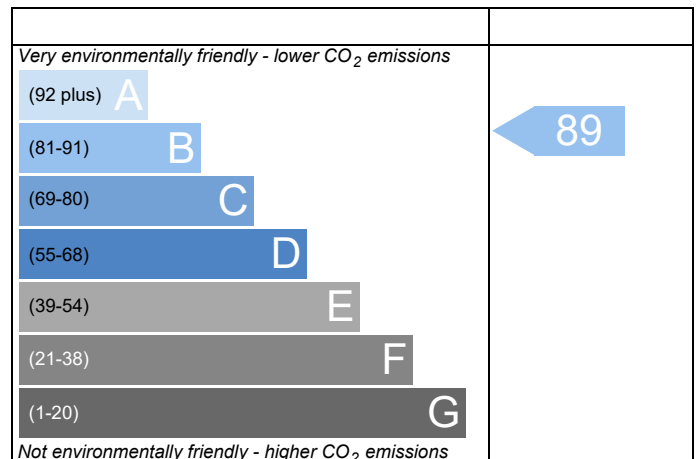 Very environmentally friendly - lower CO2 emissions
(92 plus) A
(81-91) B
89
(69-80) C
(55-68) D
(39-54) E
(21-38) F
(1-20) G
Not environmentally friendly - higher CO2 emissions